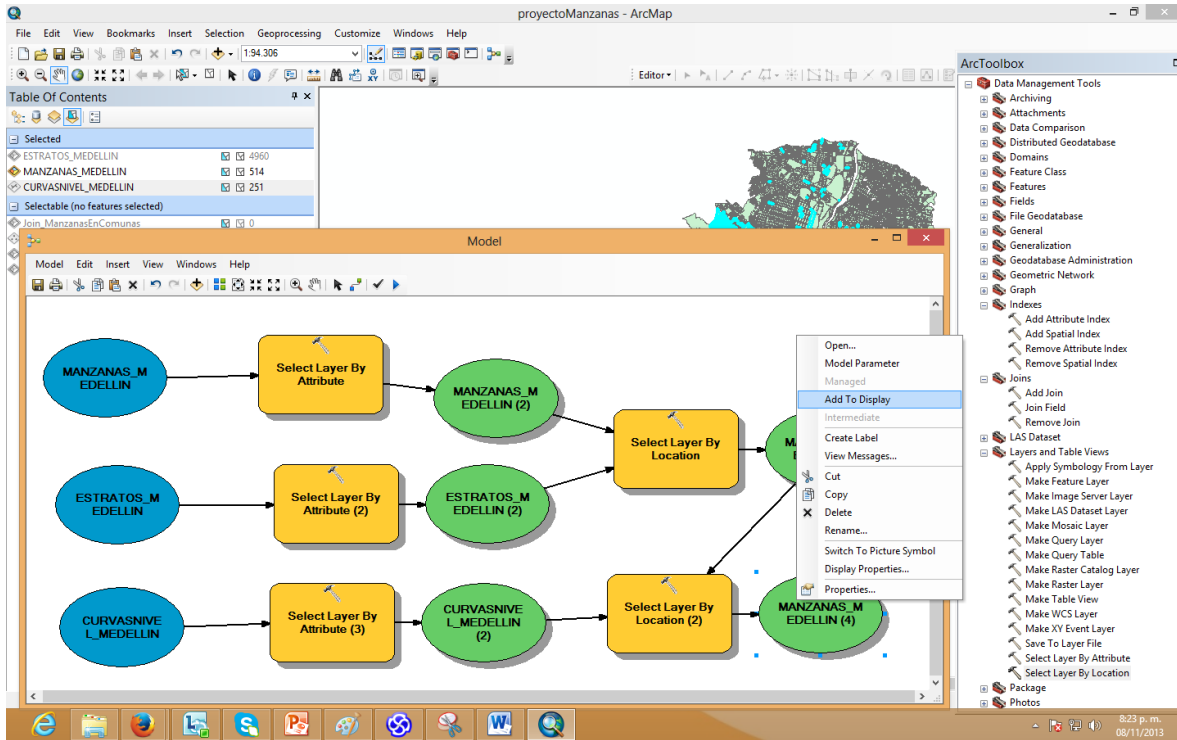 proyectoManzanas - ArcMap
File Edit View Bookmarks Insert Selection Geoprocessing Customize Windows Help
1:94.306
Editor
Table Of Contents
Selected
ESTRATOS_MEDELLIN 4960
MANZANAS_MEDELLIN 514
CURVASNIVEL_MEDELLIN 251
Selectable (no features selected)
Join_ManzanasEnComunas 0
Model
Model Edit Insert View Windows Help
MANZANAS_M
EDELLIN
Select Layer By
Attribute
MANZANAS_M
EDELLIN (2)
Select Layer By
Location
ESTRATOS_M
EDELLIN
Select Layer By
Attribute (2)
ESTRATOS_M
EDELLIN (2)
CURVASNIVE
L_MEDELLIN
Select Layer By
Attribute (3)
CURVASNIVE
L_MEDELLIN
(2)
Select Layer By
Location (2)
MANZANAS_M
EDELLIN (4)
Open...
Model Parameter
Managed
Add To Display
Intermediate
Create Label
View Messages...
Cut
Copy
Delete
Rename...
Switch To Picture Symbol
Display Properties...
Properties...
ArcToolbox
Data Management Tools
Archiving
Attachments
Data Comparison
Distributed Geodatabase
Domains
Feature Class
Features
Fields
File Geodatabase
General
Generalization
Geodatabase Administration
Geometric Network
Graph
Indexes
Add Attribute Index
Add Spatial Index
Remove Attribute Index
Remove Spatial Index
Joins
Add Join
Join Field
Remove Join
LAS Dataset
Layers and Table Views
Apply Symbology From Layer
Make Feature Layer
Make Image Server Layer
Make LAS Dataset Layer
Make Mosaic Layer
Make Query Layer
Make Query Table
Make Raster Catalog Layer
Make Raster Layer
Make Table View
Make WCS Layer
Make XY Event Layer
Save To Layer File
Select Layer By Attribute
Select Layer By Location
Package
Photos
8:23 p. m.
08/11/2013